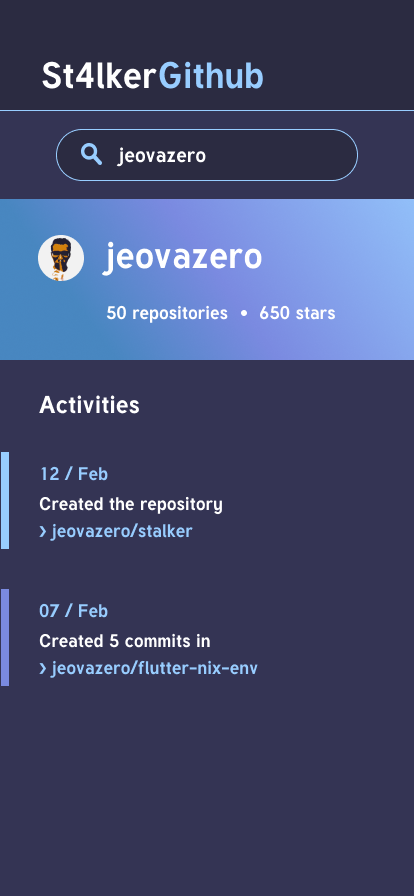 St4lkerGithub
jeovazero
jeovazero
50 repositories • 650 stars
Activities
12 / Feb
Created the repository
› jeovazero/stalker
07 / Feb
Created 5 commits in
› jeovazero/flutter-nix-env